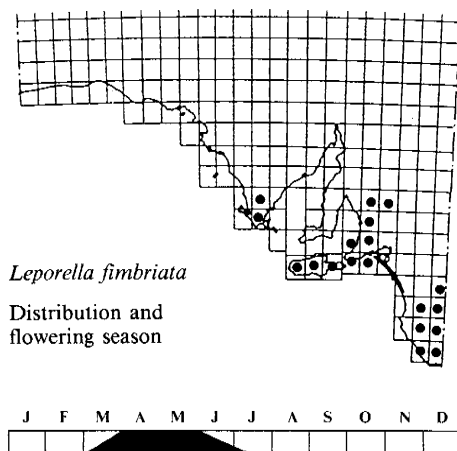 Leporella fimbriata
Distribution and
flowering season
J F M A M J J A S O N D